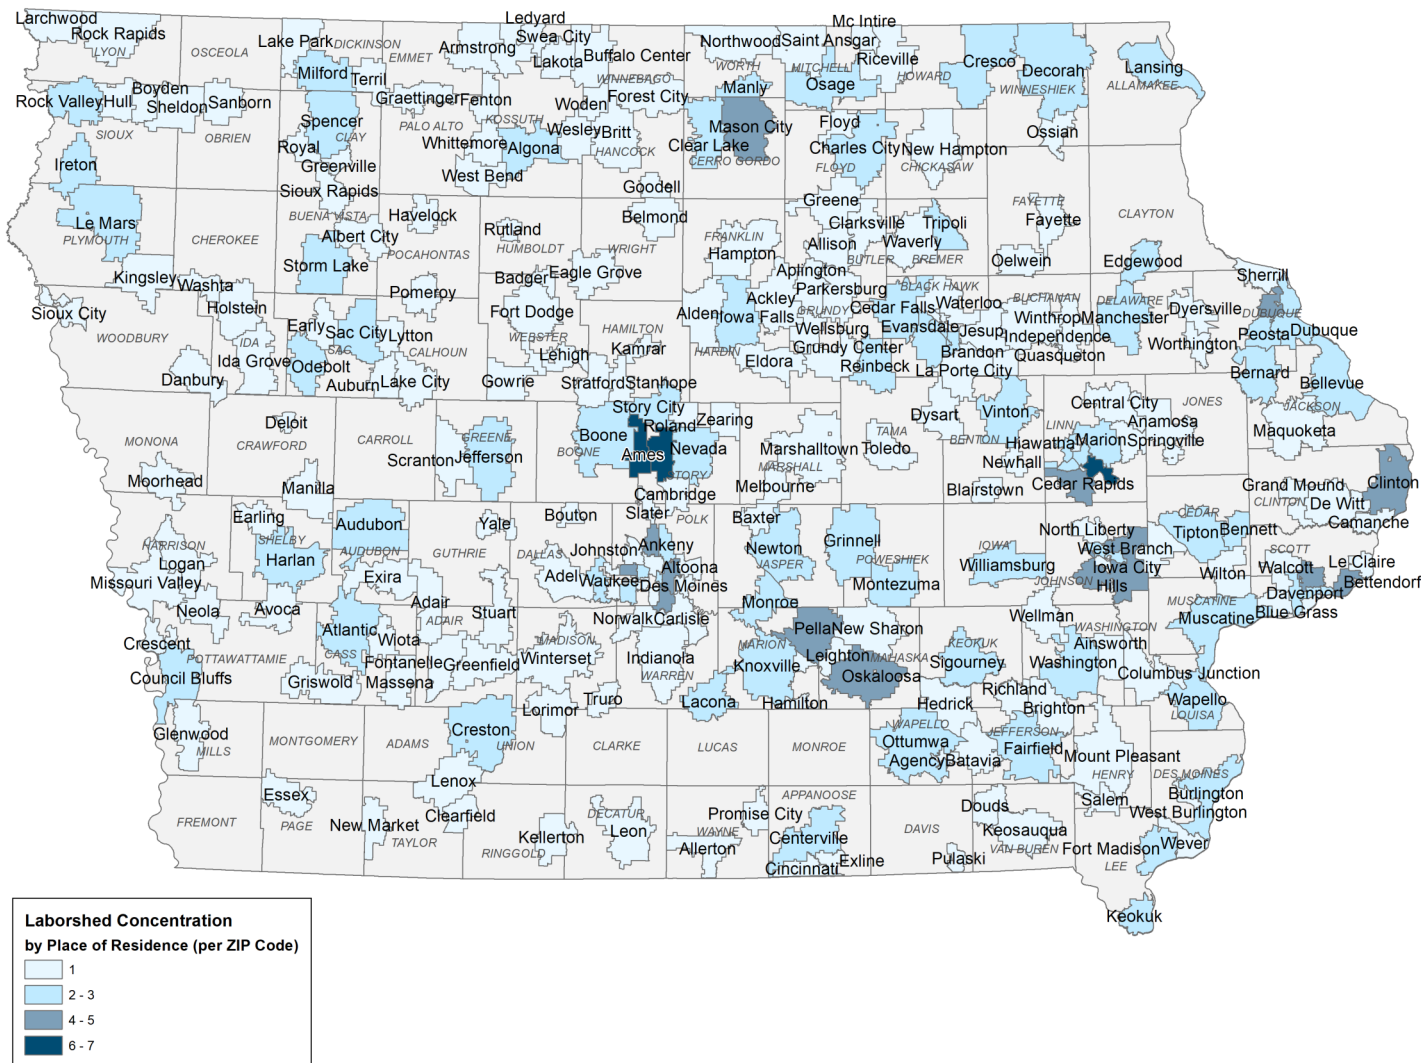 Larchwood
Rock Rapids
LYON
OSCEOLA
Lake Park
DICKINSON
EMMET
Milford
Terril
Armstrong
Ledyard
Swea City
Lakota
Buffalo Center
WINNEBAGO
Forest City
Northwood
WORTH
Manly
Saint Ansgar
Mc Intire
MITCHELL
Osage
Riceville
HOWARD
Cresco
Decorah
WINNESHIEK
Lansing
ALLAMAKEE
Rock Valley
Hull
Boyden
Sheldon
Sanborn
SIOUX
OBRIEN
Spencer
CLAY
Royal
Greenville
Graettinger
Fenton
PALO ALTO
KOSSUTH
Whittemore
Algona
West Bend
Woden
Wesley
Britt
HANCOCK
Mason City
Clear Lake
CERRO GORDO
Floyd
Charles City
FLOYD
New Hampton
CHICKASAW
Ossian
Ireton
Le Mars
PLYMOUTH
CHEROKEE
Sioux Rapids
BUENA VISTA
Albert City
Storm Lake
Havelock
POCAHONTAS
Pomeroy
Rutland
HUMBOLDT
Badger
Eagle Grove
Goodell
Belmond
WRIGHT
FRANKLIN
Hampton
Greene
Clarksville
Allison
BUTLER
Aplington
Parkersburg
Waverly
Tripoli
BREMER
FAYETTE
Fayette
Oelwein
CLAYTON
Edgewood
Kingsley
Washta
Sioux City
WOODBURY
Holstein
IDA
Ida Grove
Danbury
Early
Sac City
SAC
Odebolt
Auburn
Lytton
CALHOUN
Lake City
Fort Dodge
WEBSTER
Lehigh
Gowrie
HAMILTON
Kamrar
Stratford
Stanhope
Alden
Iowa Falls
HARDIN
Ackley
Eldora
GRUNDY
Wellsburg
Grundy Center
Reinbeck
BLACK HAWK
Cedar Falls
Waterloo
Evansdale
Jesup
Brandon
La Porte City
BUCHANAN
Winthrop
Independence
Quasqueton
DELAWARE
Manchester
Dyersville
Worthington
Sherrill
DUBUQUE
Peosta
Dubuque
Bernard
Bellevue
JACKSON
Maquoketa
MONONA
Moorhead
Deloit
CRAWFORD
Manilla
CARROLL
Scranton
GREENE
Jefferson
Boone
BOONE
Story City
Roland
Zearing
Ames
Nevada
STORY
Cambridge
Slater
Marshalltown
MARSHALL
Melbourne
TAMA
Toledo
Dysart
BENTON
Vinton
Newhall
Blairstown
LINN
Hiawatha
Marion
Central City
Springville
Anamosa
JONES
Cedar Rapids
Grand Mound
CLINTON
De Witt
Clinton
Camanche
HARRISON
Logan
Missouri Valley
Earling
SHELBY
Harlan
Audubon
AUDUBON
Exira
GUTHRIE
Yale
Bouton
DALLAS
Adel
Waukee
Johnston
Ankeny
POLK
Altoona
Des Moines
Baxter
Newton
JASPER
Monroe
Grinnell
POWESHIEK
Montezuma
IOWA
Williamsburg
North Liberty
West Branch
Iowa City
Hills
JOHNSON
CEDAR
Tipton
Bennett
SCOTT
Wilton
Walcott
Le Claire
Bettendorf
Davenport
Blue Grass
MUSCATINE
Muscatine
Neola
Avoca
Crescent
POTTAWATTAMIE
Council Bluffs
Griswold
Atlantic
CASS
Wiota
Adair
ADAIR
Fontanelle
Massena
Greenfield
Stuart
MADISON
Winterset
Truro
Lorimor
Norwalk
Carlisle
Indianola
WARREN
Lacona
MARION
Knoxville
Pella
Leighton
New Sharon
MAHASKA
Oskaloosa
Hamilton
KEOKUK
Sigourney
Hedrick
Wellman
WASHINGTON
Ainsworth
Washington
Richland
Brighton
Columbus Junction
Wapello
LOUISA
Glenwood
MILLS
MONTGOMERY
ADAMS
Creston
UNION
CLARKE
LUCAS
MONROE
WAPELLO
Ottumwa
Agency
Batavia
JEFFERSON
Fairfield
Mount Pleasant
HENRY
Salem
DES MOINES
Burlington
West Burlington
FREMONT
Essex
PAGE
New Market
TAYLOR
Lenox
Clearfield
RINGGOLD
Kellerton
DECATUR
Leon
Promise City
WAYNE
Allerton
APPANOOSE
Centerville
Cincinnati
Exline
DAVIS
Pulaski
Douds
Keosauqua
VAN BUREN
Fort Madison
Wever
LEE
Keokuk
Laborshed Concentration
by Place of Residence (per ZIP Code)
1
2 - 3
4 - 5
6 - 7